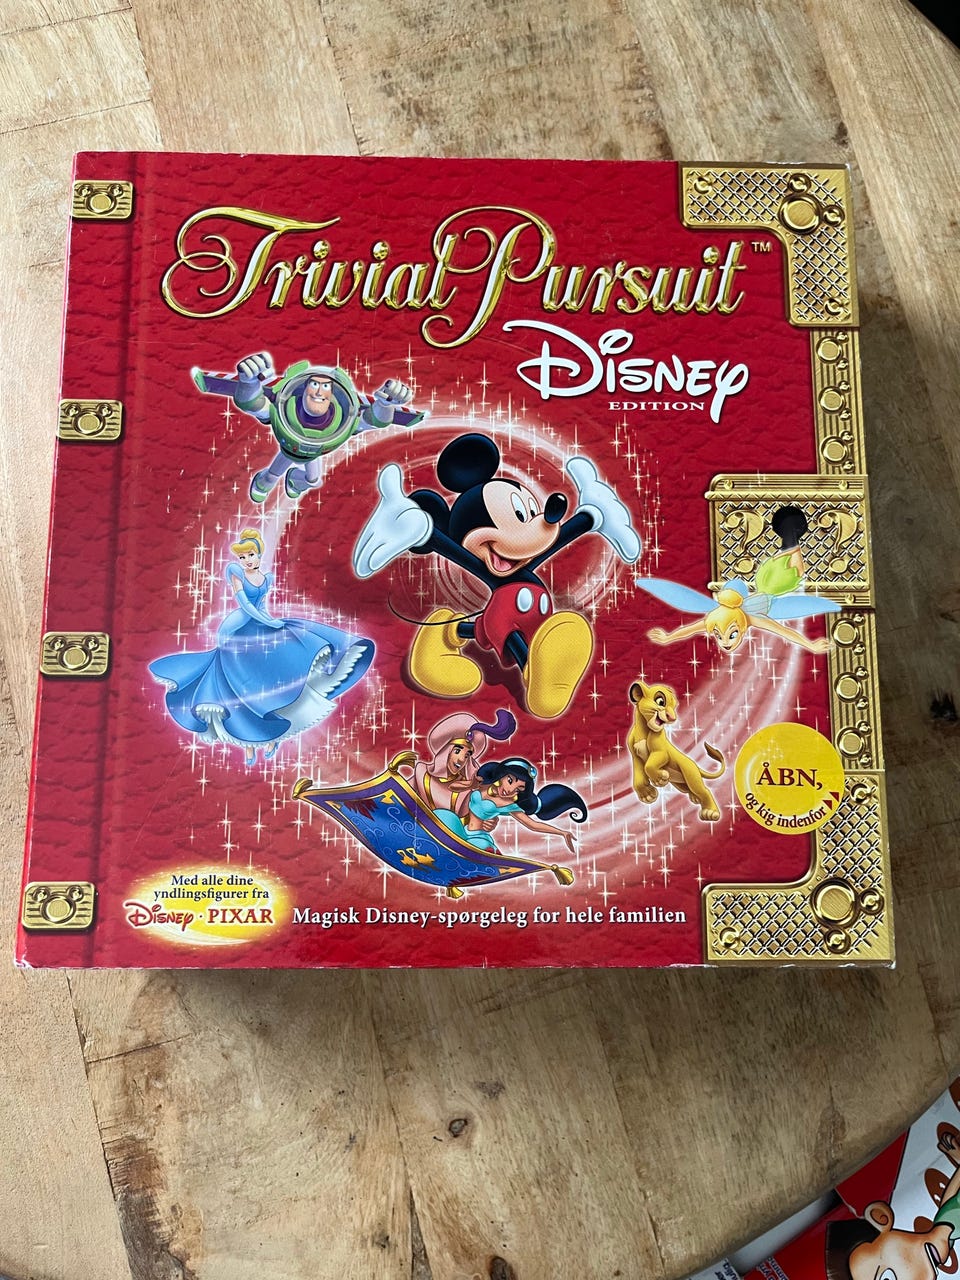 Trivial Pursuit™
Disney
EDITION
? ?
ÅBN,
og kig indenfor
Med alle dine
yndlingsfigurer fra
Disney · PIXAR
Magisk Disney-spørgeleg for hele familien